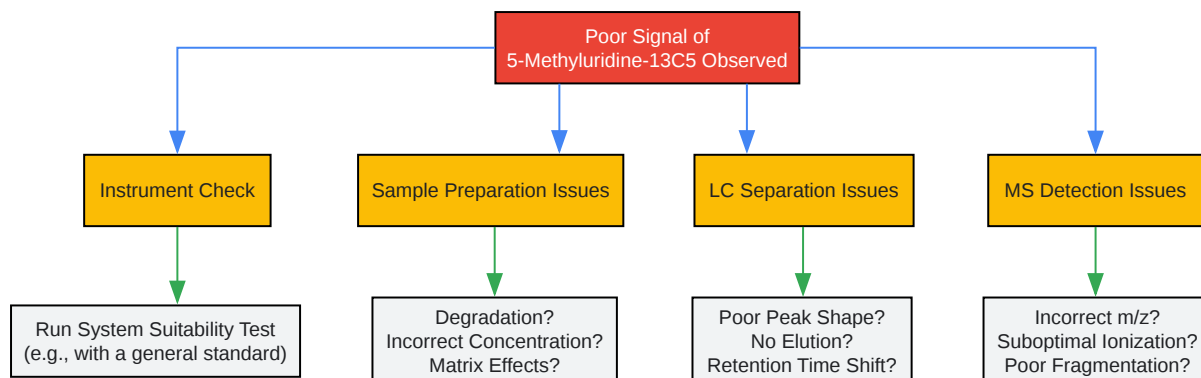 Poor Signal of
5-Methyluridine-13C5 Observed
Instrument Check
Sample Preparation Issues
LC Separation Issues
MS Detection Issues
Run System Suitability Test
(e.g., with a general standard)
Degradation?
Incorrect Concentration?
Matrix Effects?
Poor Peak Shape?
No Elution?
Retention Time Shift?
Incorrect m/z?
Suboptimal Ionization?
Poor Fragmentation?